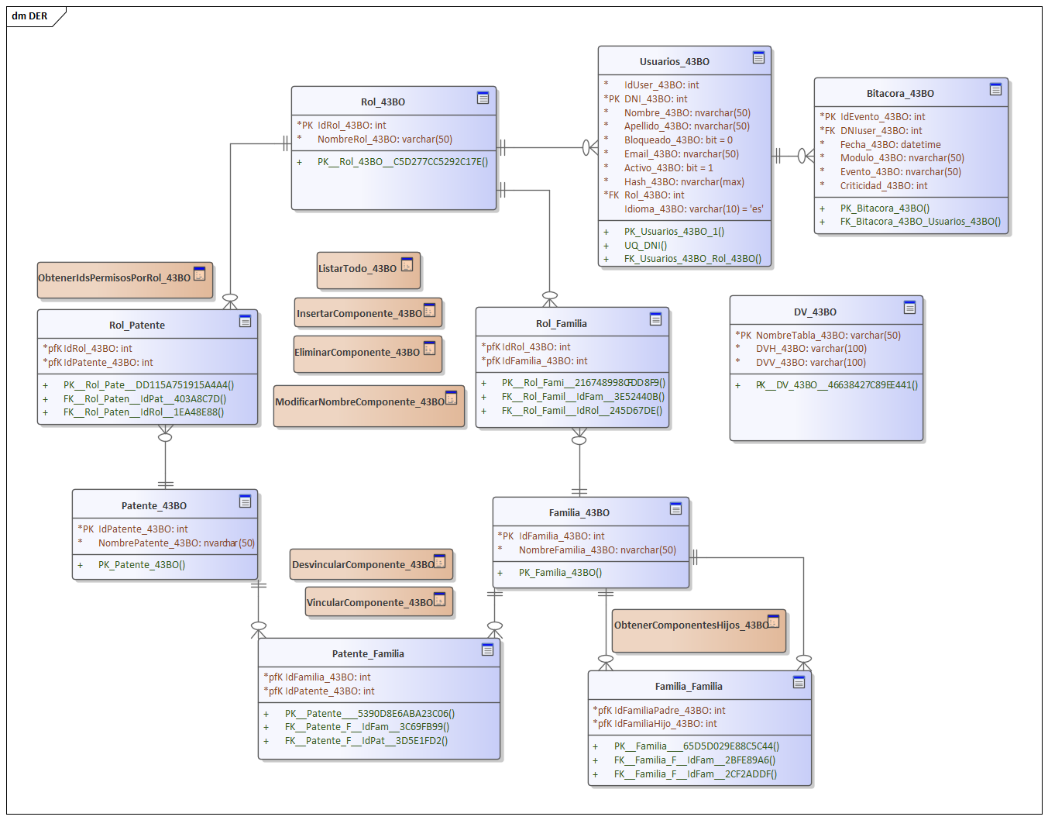 dm DER
Usuarios_43BO
* IdUser_43BO: int
*PK DNI_43BO: int
* Nombre_43BO: nvarchar(50)
* Apellido_43BO: nvarchar(50)
* Bloqueado_43BO: bit = 0
* Email_43BO: nvarchar(50)
* Activo_43BO: bit = 1
* Hash_43BO: nvarchar(max)
*FK Rol_43BO: int
Idioma_43BO: varchar(10) = 'es'
+ PK_Usuarios_43BO_1()
+ UQ_DNI()
+ FK_Usuarios_43BO_Rol_43BO()
Bitacora_43BO
*PK IdEvento_43BO: int
*FK DNIuser_43BO: int
* Fecha_43BO: datetime
* Modulo_43BO: nvarchar(50)
* Evento_43BO: nvarchar(50)
* Criticidad_43BO: int
+ PK_Bitacora_43BO()
+ FK_Bitacora_43BO_Usuarios_43BO()
Rol_43BO
*PK IdRol_43BO: int
* NombreRol_43BO: varchar(50)
+ PK__Rol_43BO__C5D277CC5292C17E()
ObtenerIdsPermisosPorRol_43BO
ListarTodo_43BO
InsertarComponente_43BO
EliminarComponente_43BO
ModificarNombreComponente_43BO
Rol_Patente
*pfK IdRol_43BO: int
*pfK IdPatente_43BO: int
+ PK__Rol_Pate__DD115A751915A4A4()
+ FK__Rol_Paten__IdPat__403A8C7D()
+ FK__Rol_Paten__IdRol__1EA48E88()
Rol_Familia
*pfK IdRol_43BO: int
*pfK IdFamilia_43BO: int
+ FK__Rol_Famil__IdFam__3E52440B()
+ FK__Rol_Famil__IdRol__245D67DE()
DV_43BO
*PK NombreTabla_43BO: varchar(50)
* DVH_43BO: varchar(100)
* DVV_43BO: varchar(100)
+ PK__DV_43BO__46638427C89EE441()
Patente_43BO
*PK IdPatente_43BO: int
* NombrePatente_43BO: nvarchar(50)
+ PK_Patente_43BO()
Familia_43BO
*PK IdFamilia_43BO: int
* NombreFamilia_43BO: nvarchar(50)
+ PK_Familia_43BO()
DesvincularComponente_43BO
VincularComponente_43BO
ObtenerComponentesHijos_43BO
Patente_Familia
*pfK IdFamilia_43BO: int
*pfK IdPatente_43BO: int
+ PK__Patente___5390D8E6ABA23C06()
+ FK__Patente_F__IdFam__3C69FB99()
+ FK__Patente_F__IdPat__3D5E1FD2()
Familia_Familia
*pfK IdFamiliaPadre_43BO: int
*pfK IdFamiliaHijo_43BO: int
+ PK__Familia___65D5D029E88C5C44()
+ FK__Familia_F__IdFam__2BFE89A6()
+ FK__Familia_F__IdFam__2CF2ADDF()